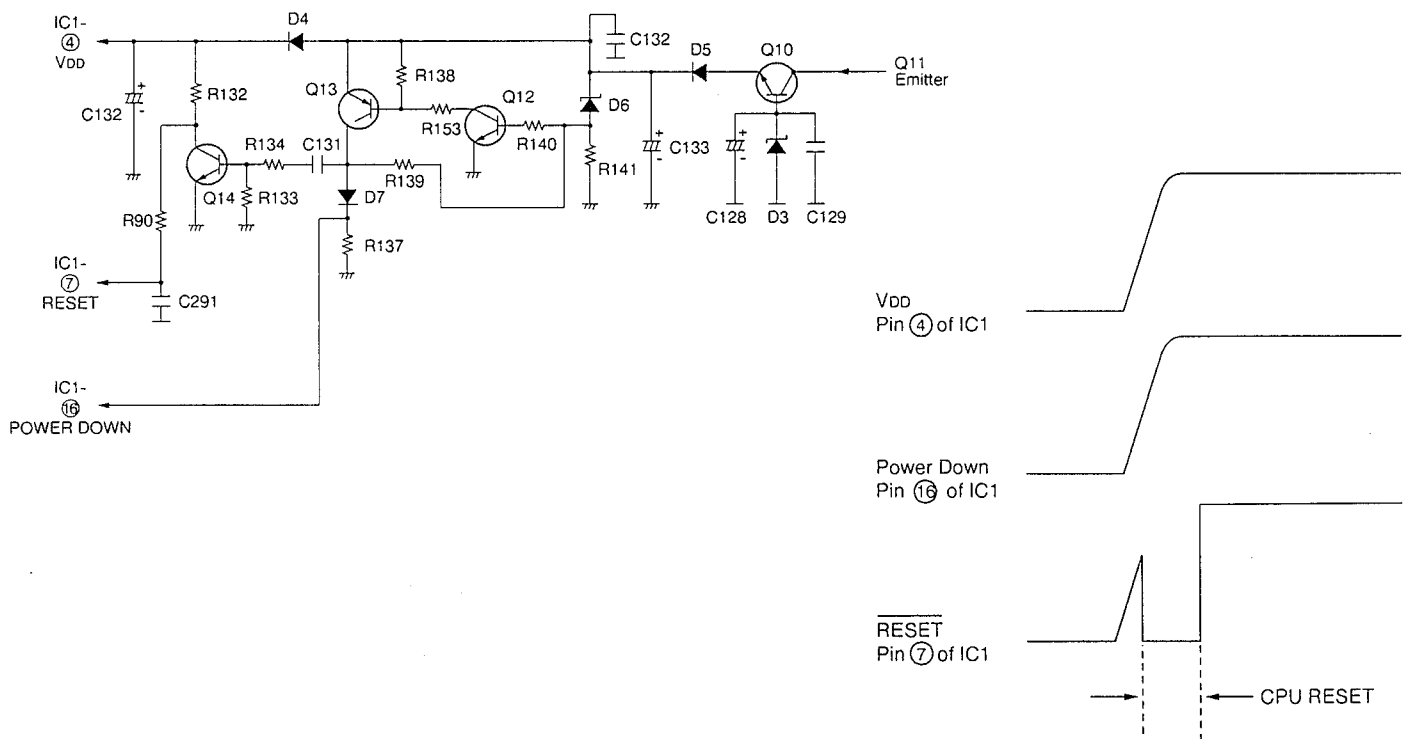 IC1-
④
VDD
D4
C132
D5
Q10
Q11
Emitter
R132
Q13
R138
Q12
D6
C132
R153
R140
R134
C131
R141
C133
Q14
R133
R139
D7
C128
D3
C129
R90
R137
IC1-
⑦
RESET
C291
IC1-
⑯
POWER DOWN
VDD
Pin ④ of IC1
Power Down
Pin ⑯ of IC1
RESET
Pin ⑦ of IC1
CPU RESET